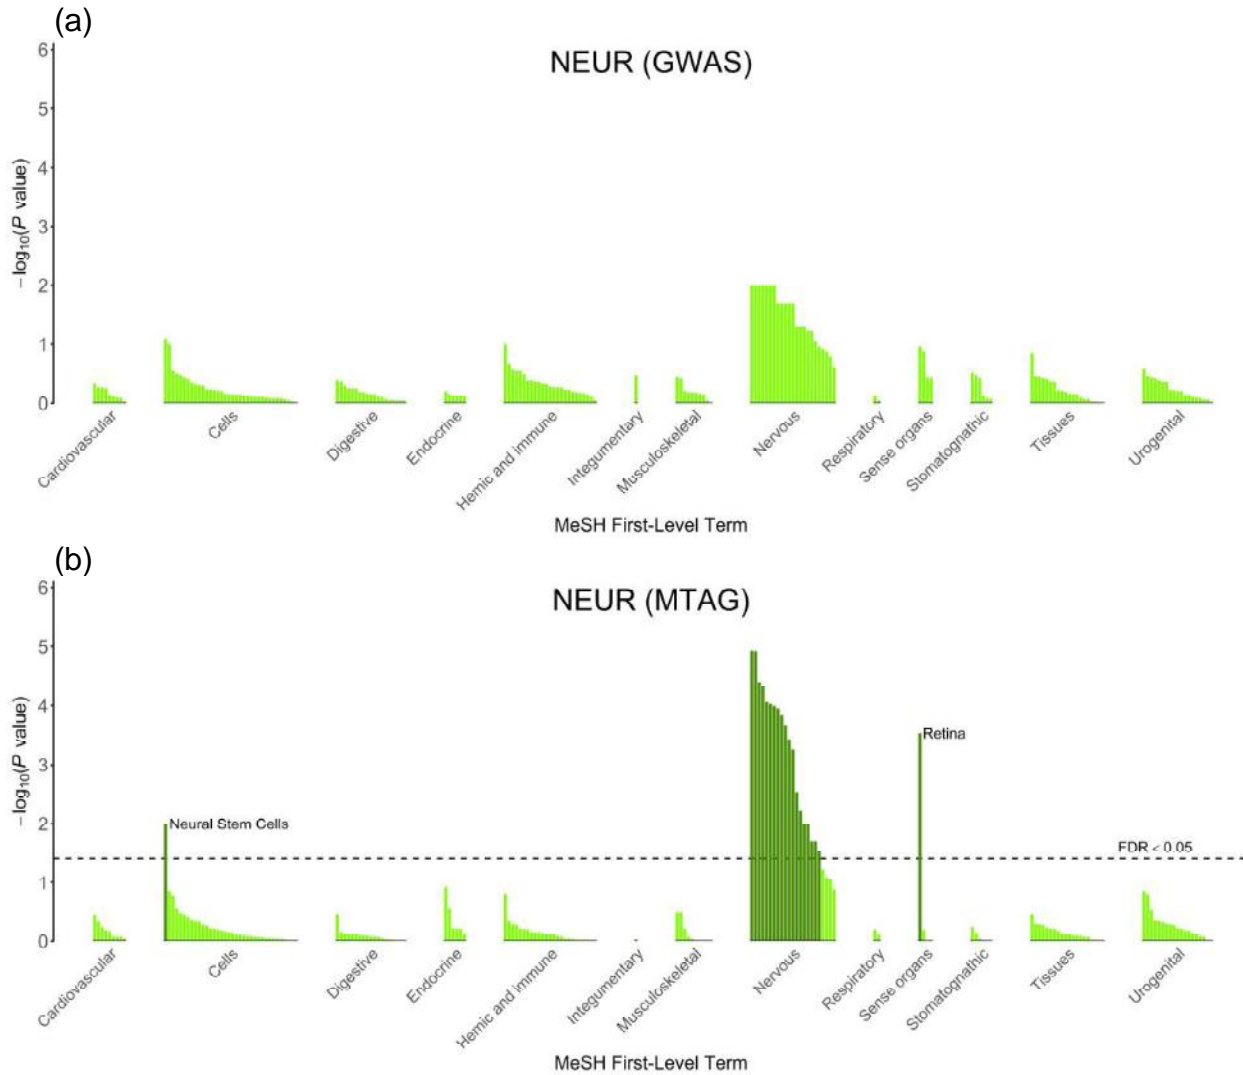 (a)
NEUR (GWAS)
6
5
4
3
2
1
0
−log10(P value)
Cardiovascular
Cells
Digestive
Endocrine
Hemic and immune
Integumentary
Musculoskeletal
Nervous
Respiratory
Sense organs
Stomatognathic
Tissues
Urogenital
MeSH First-Level Term
(b)
NEUR (MTAG)
6
5
4
3
2
1
0
−log10(P value)
Retina
Neural Stem Cells
FDR < 0.05
Cardiovascular
Cells
Digestive
Endocrine
Hemic and immune
Integumentary
Musculoskeletal
Nervous
Respiratory
Sense organs
Stomatognathic
Tissues
Urogenital
MeSH First-Level Term